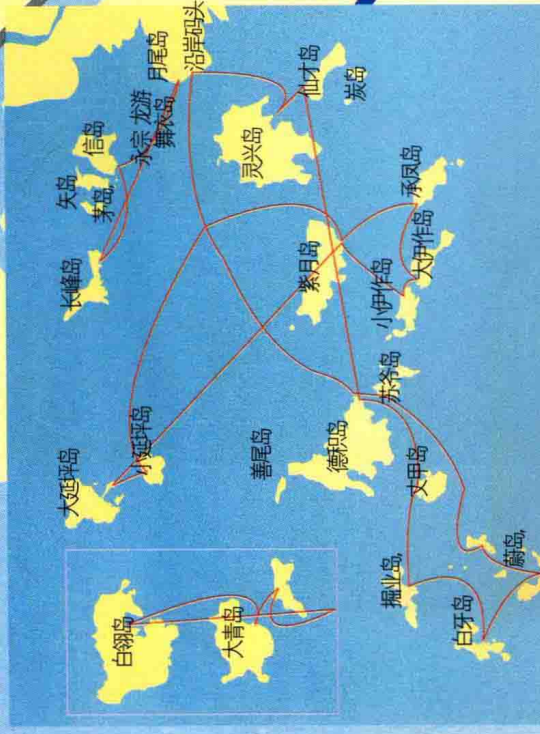 大延坪岛
长峰岛
矢岛
茅岛,
信岛
白翎岛
小延坪岛
永宗 龙游
舞衣岛
月尾岛
沿岸码头
大青岛
善尾岛
灵兴岛
紫月岛
仙才岛
德积岛
炭岛
苏爷岛
小伊作岛
掘业岛,
丈甲岛
大伊作岛
承凤岛
白牙岛
蔚岛,